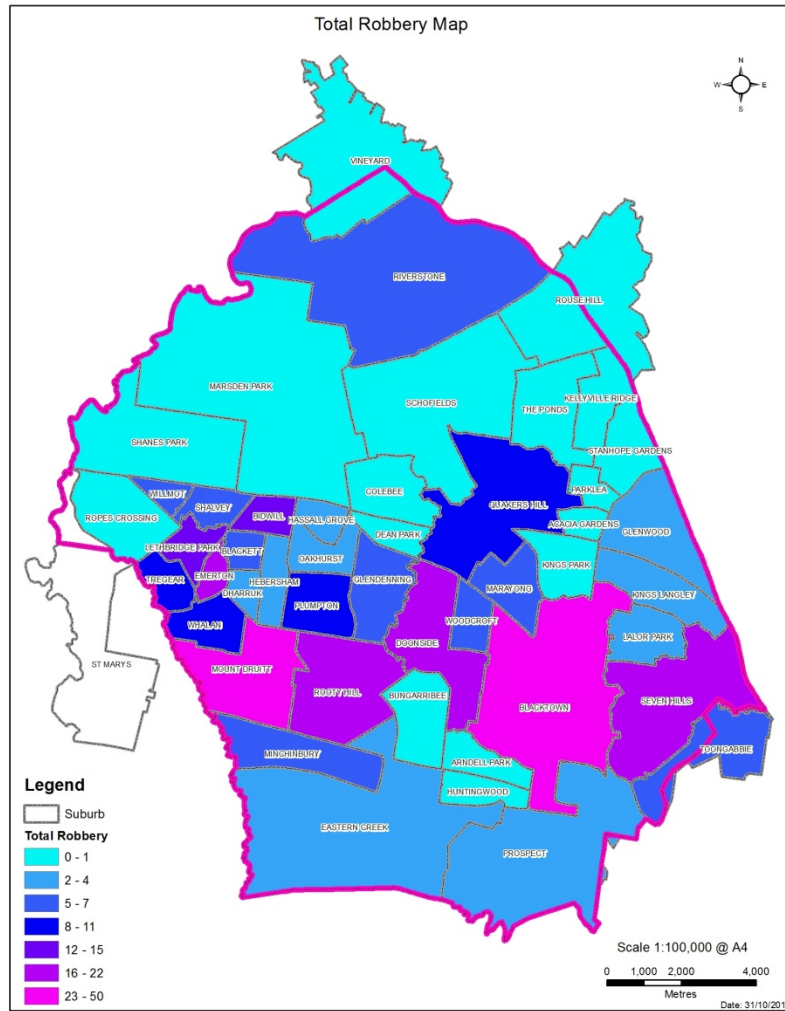 Total Robbery Map
N
W E
S
VINEYARD
RIVERSTONE
ROUSE HILL
MARSDEN PARK
SCHOFIELDS
KELLYVILLE RIDGE
THE PONDS
SHANES PARK
STANHOPE GARDENS
WILLMOT
COLEBEE
PARKLEA
QUAKERS HILL
SHALVEY
ROPES CROSSING
BIDWILL
HASSALL GROVE
ACACIA GARDENS
DEAN PARK
GLENWOOD
LETHBRIDGE PARK
BLACKETT
OAKHURST
KINGS PARK
EMERTON
TREGEAR
HEBERSHAM
GLENDENNING
MARAYONG
DHARRUK
KINGS LANGLEY
PLUMPTON
WOODCROFT
WHALAN
LALOR PARK
DOONSIDE
ST MARYS
MOUNT DRUITT
ROOTY HILL
BUNGARRIBEE
SEVEN HILLS
BLACKTOWN
TOONGABBIE
MINCHINBURY
ARNDELL PARK
HUNTINGWOOD
EASTERN CREEK
PROSPECT
Legend
Suburb
Total Robbery
0 - 1
2 - 4
5 - 7
8 - 11
12 - 15
16 - 22
23 - 50
Scale 1:100,000 @ A4
0 1,000 2,000 4,000
Metres
Date: 31/10/201